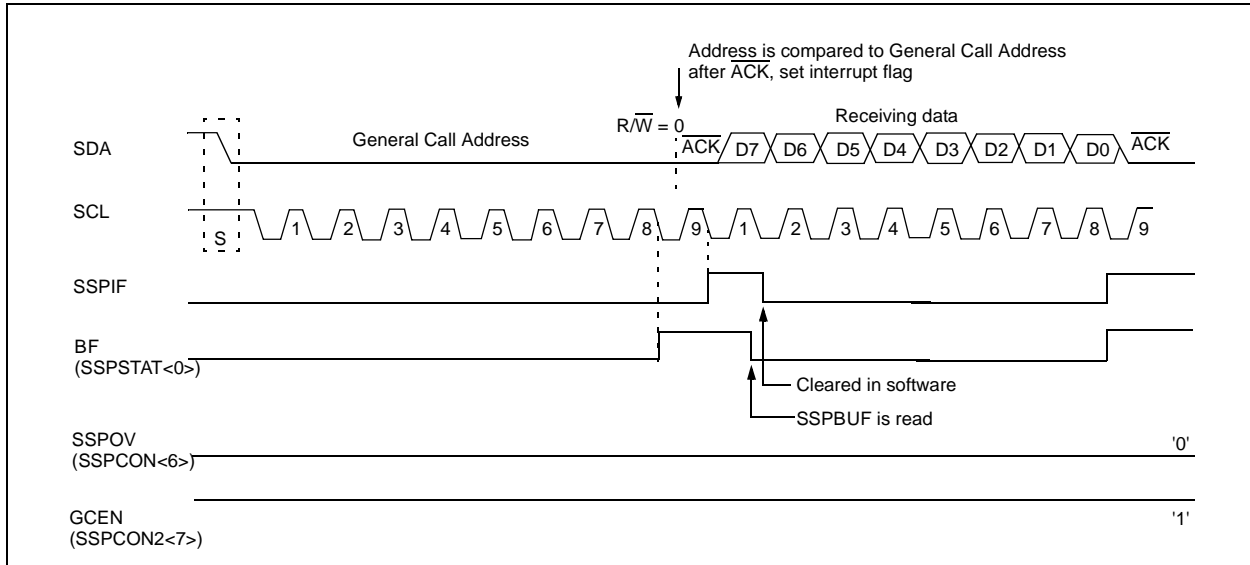 Address is compared to General Call Address
after ACK, set interrupt flag
SDA
General Call Address
R/W = 0
ACK
Receiving data
D7 D6 D5 D4 D3 D2 D1 D0
ACK
SCL
S
1 2 3 4 5 6 7 8 9 1 2 3 4 5 6 7 8 9
SSPIF
BF
(SSPSTAT<0>)
Cleared in software
SSPBUF is read
SSPOV
(SSPCON<6>)
'0'
GCEN
(SSPCON2<7>)
'1'